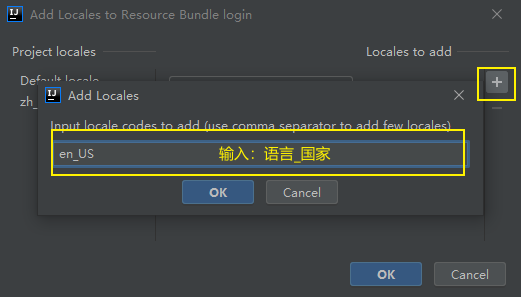 IJ Add Locales to Resource Bundle login
Project locales
Locales to add
Default locale
zh_
IJ Add Locales
Input locale codes to add (use comma separator to add few locales)
en_US
输入：语言_国家
OK
Cancel
OK
Cancel